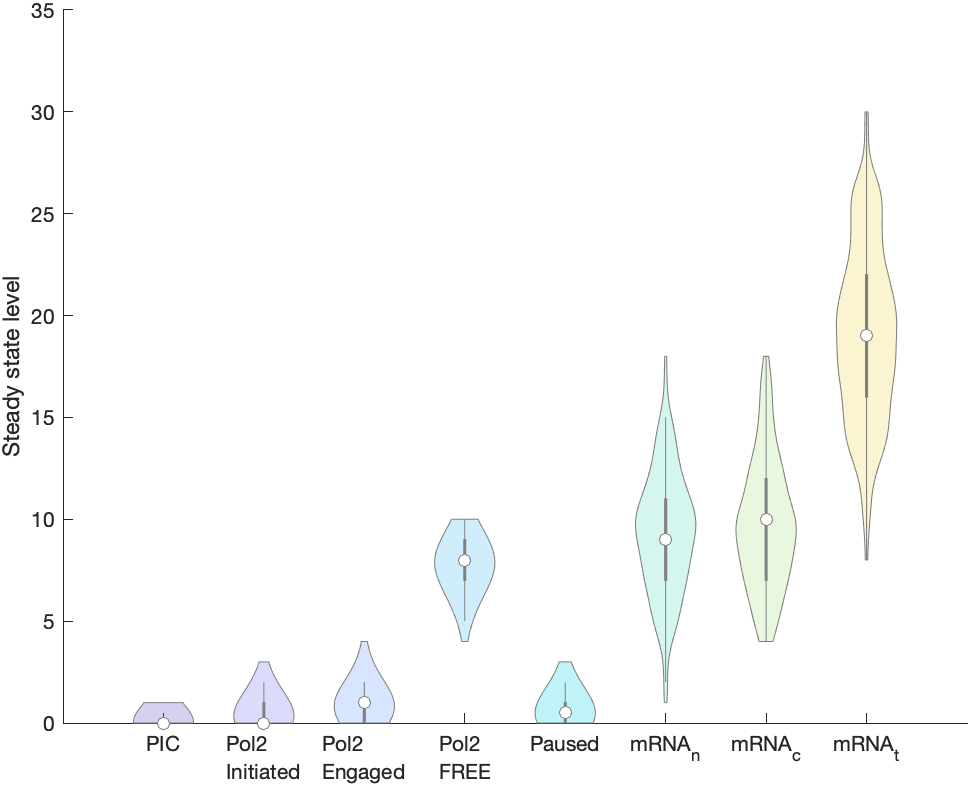 35
30
25
20
15
10
5
0
Steady state level
PIC
Pol2
Initiated
Pol2
Engaged
Pol2
FREE
Paused
mRNAn
mRNAc
mRNAt